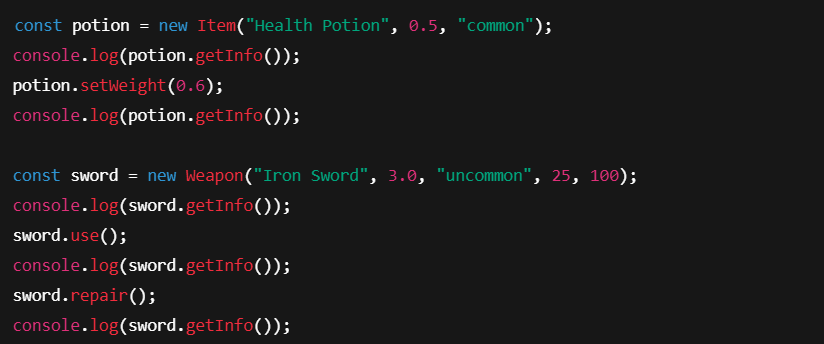 const potion = new Item("Health Potion", 0.5, "common");
console.log(potion.getInfo());
potion.setWeight(0.6);
console.log(potion.getInfo());

const sword = new Weapon("Iron Sword", 3.0, "uncommon", 25, 100);
console.log(sword.getInfo());
sword.use();
console.log(sword.getInfo());
sword.repair();
console.log(sword.getInfo());